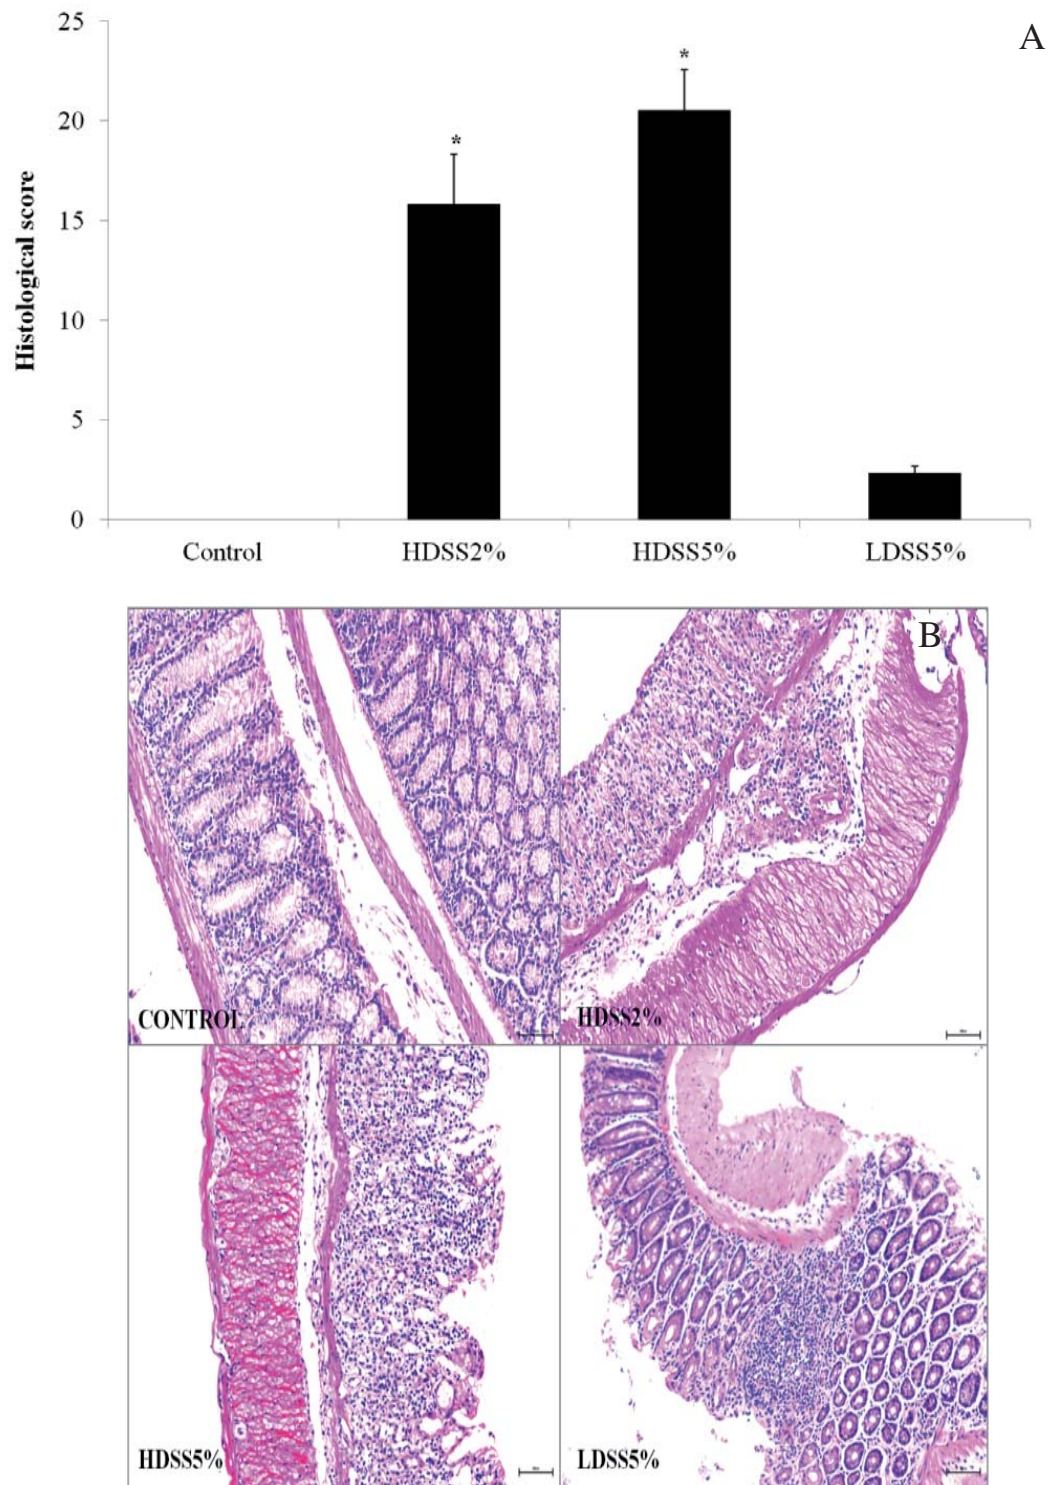 A
25
20
15
10
5
0
Histological score
*
*
Control HDSS2% HDSS5% LDSS5%
B
CONTROL
HDSS2%
HDSS5%
LDSS5%